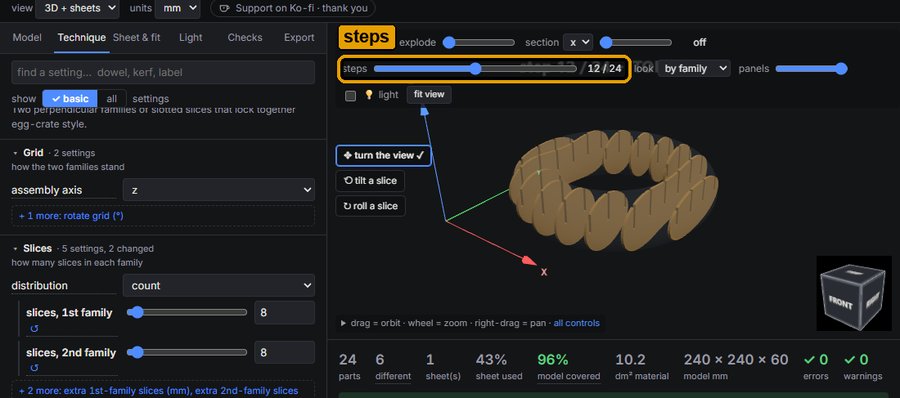 view 3D + sheets units mm Support on Ko-fi · thank you
Model Technique Sheet & fit Light Checks Export
find a setting... dowel, kerf, label
show ✓ basic all settings
Two perpendicular families of slotted slices that lock together
egg-crate style.
Grid · 2 settings
how the two families stand
assembly axis z
+ 1 more: rotate grid (°)
Slices · 5 settings, 2 changed
how many slices in each family
distribution count
slices, 1st family 8
↺
slices, 2nd family 8
↺
+ 2 more: extra 1st-family slices (mm), extra 2nd-family slices
steps explode section x off
steps 12 / 24 look by family panels
light fit view
✥ turn the view ✓
⟲ tilt a slice
↻ roll a slice
X
FRONT
RIGHT
▶ drag = orbit · wheel = zoom · right-drag = pan · all controls
24 6 1 43% 96% 10.2 240 × 240 × 60 ✓ 0 ✓ 0
parts different sheet(s) sheet used model covered dm² material model mm errors warnings